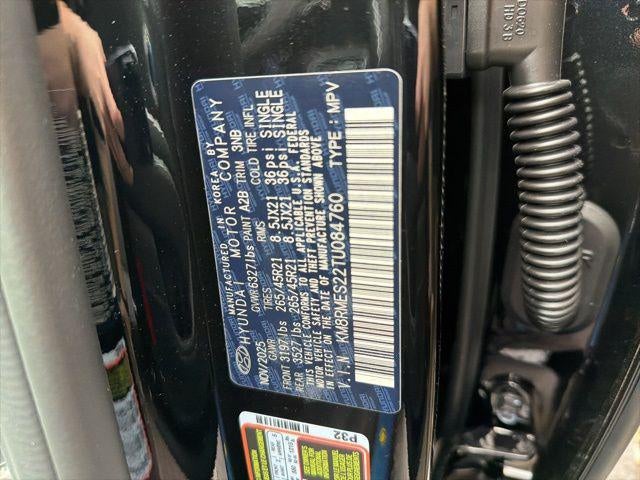 MANUFACTURED IN KOREA BY
HYUNDAI MOTOR COMPANY
NOV/2025 GVWR 6327 lbs PAINT A2B TRIM 3NB
GAWR TIRES RIMS COLD TIRE INFL
FRONT 3197 lbs 265/45R21 8.5JX21 36psi SINGLE
REAR 3527 lbs 265/45R21 8.5JX21 36psi SINGLE
THIS VEHICLE CONFORMS TO ALL APPLICABLE U.S.A. FEDERAL
MOTOR VEHICLE SAFETY AND THEFT PREVENTION STANDARDS
IN EFFECT ON THE DATE OF MANUFACTURE SHOWN ABOVE
V.I.N KM8RMES22TU084760 TYPE : MPV
P32
HD 3 B